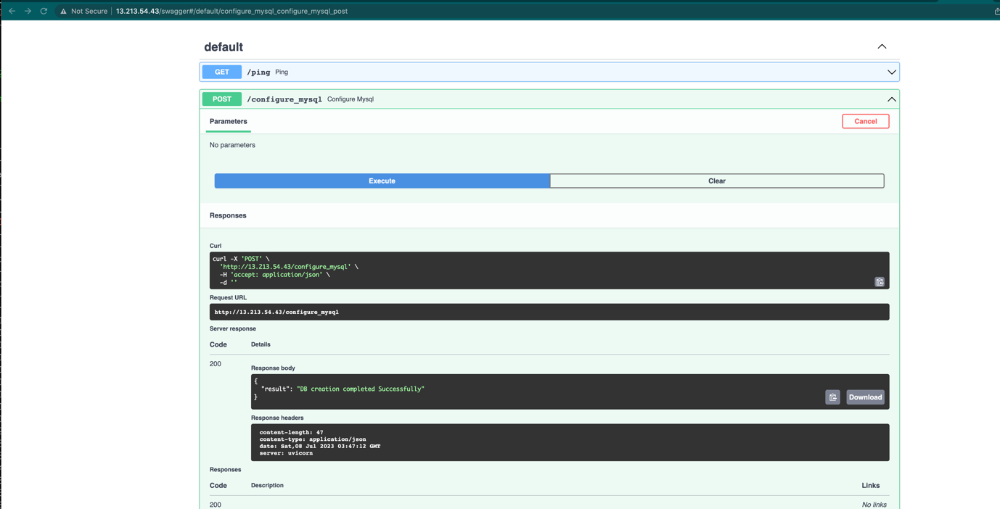 Not Secure 13.213.54.43/swagger#/default/configure_mysql_configure_mysql_post
default
GET /ping Ping
POST /configure_mysql Configure Mysql
Parameters Cancel
No parameters
Execute Clear
Responses
Curl
curl -X 'POST' \
'http://13.213.54.43/configure_mysql' \
-H 'accept: application/json' \
-d ''
Request URL
http://13.213.54.43/configure_mysql
Server response
Code Details
200
Response body
{
"result": "DB creation completed Successfully"
}
Download
Response headers
content-length: 47
content-type: application/json
date: Sat,08 Jul 2023 03:47:12 GMT
server: uvicorn
Responses
Code Description Links
200 No links